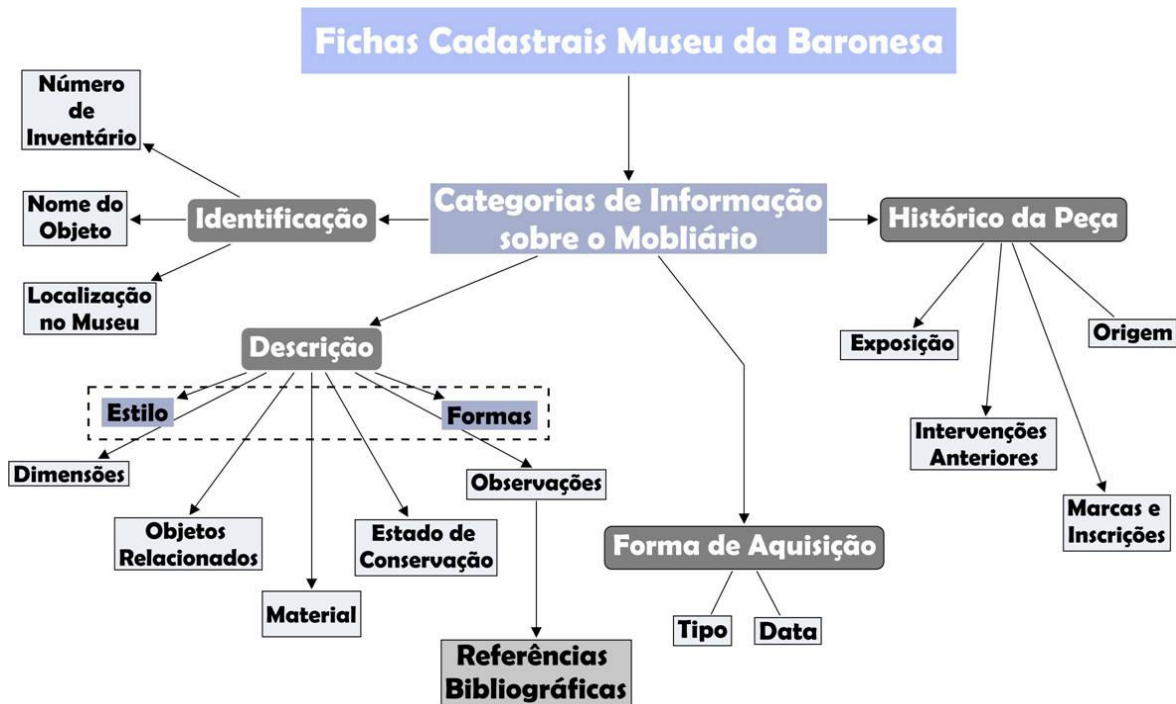 Fichas Cadastrais Museu da Baronesa
Número
de
Inventário
Nome do
Objeto
Localização
no Museu
Identificação
Categorias de Informação
sobre o Mobliário
Histórico da Peça
Exposição
Origem
Intervenções
Anteriores
Marcas e
Inscrições
Descrição
Estilo
Formas
Dimensões
Observações
Objetos
Relacionados
Estado de
Conservação
Material
Referências
Bibliográficas
Forma de Aquisição
Tipo
Data